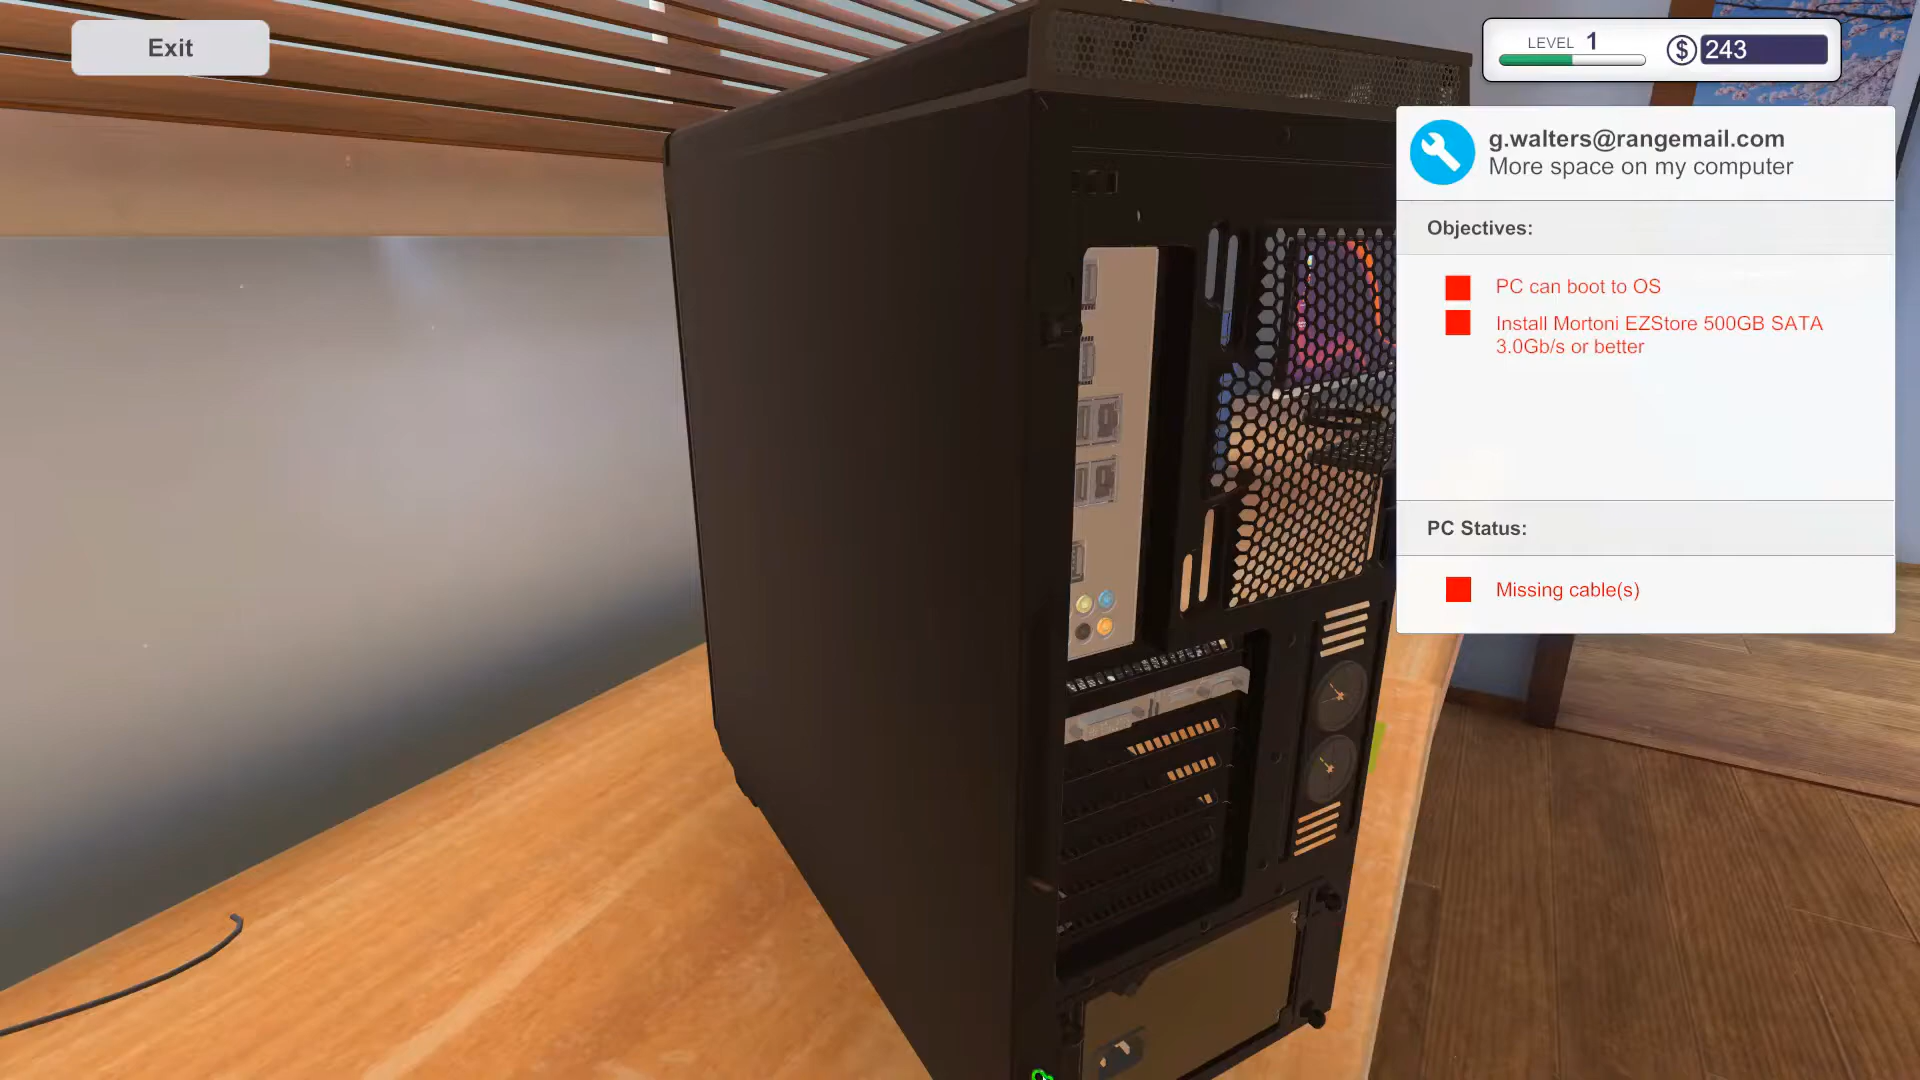 Exit
LEVEL 1
$ 243
g.walters@rangemail.com
More space on my computer
Objectives:
PC can boot to OS
Install Mortoni EZStore 500GB SATA
3.0Gb/s or better
PC Status:
Missing cable(s)